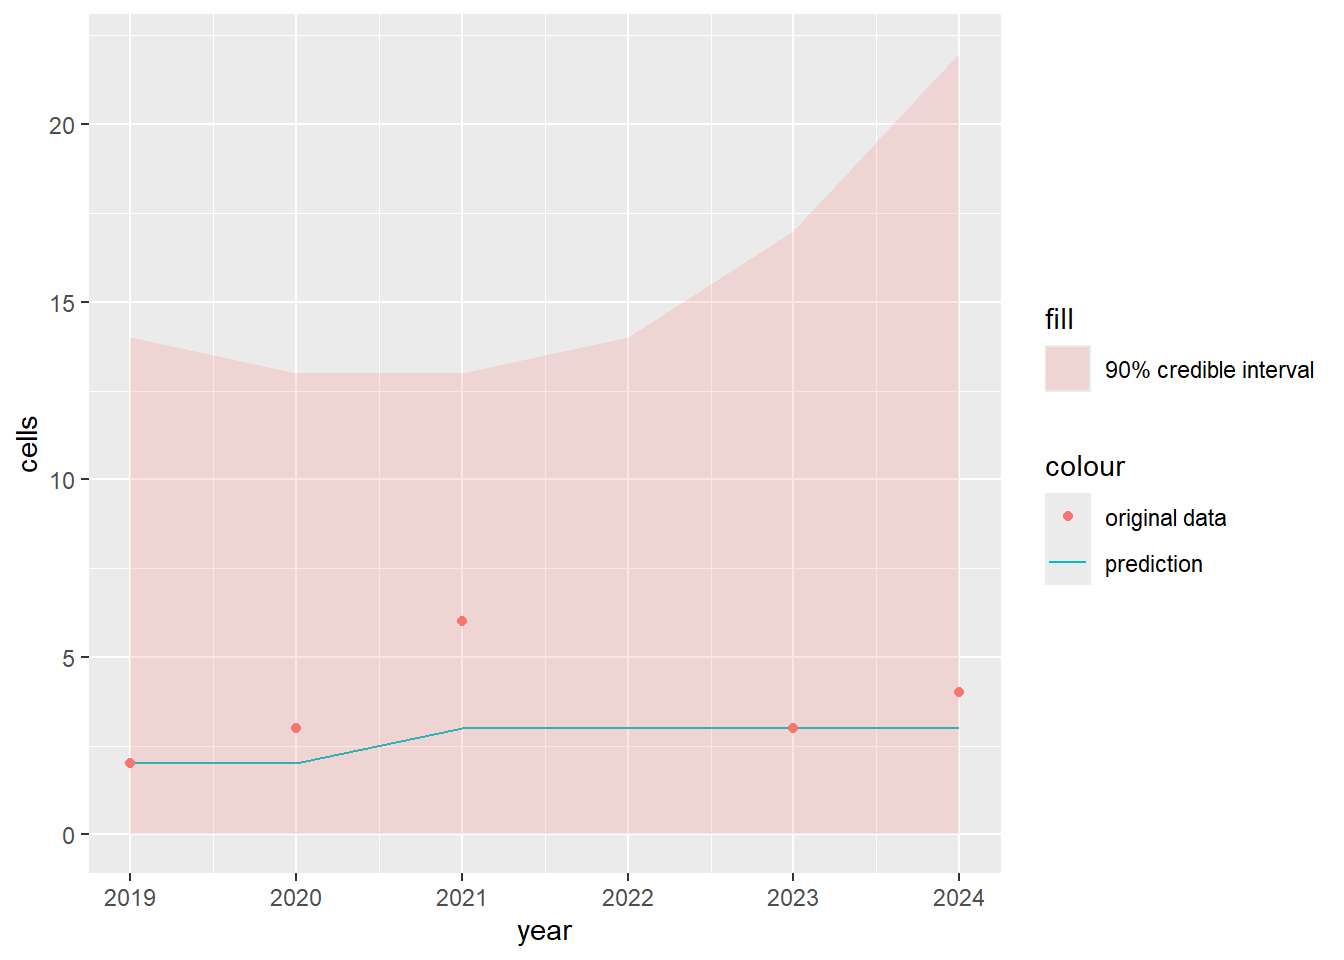 20
15
10
5
0
cells
2019 2020 2021 2022 2023 2024
year
fill
90% credible interval
colour
original data
prediction